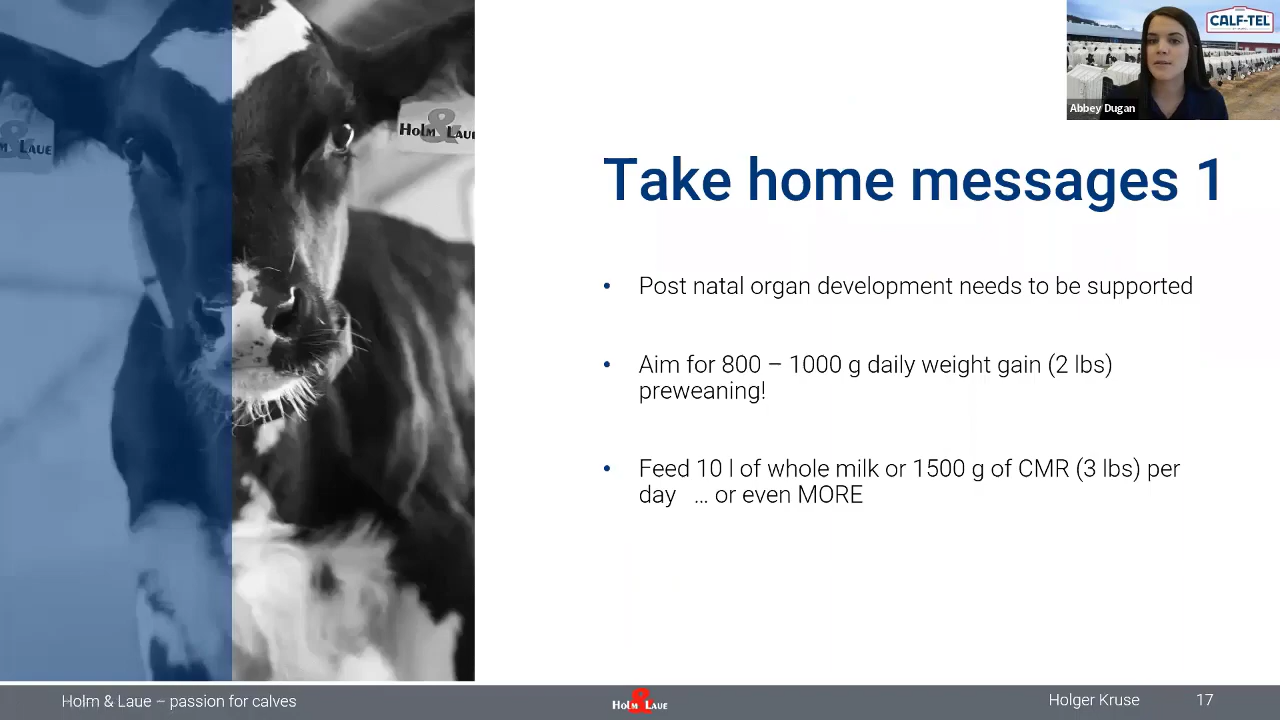 CALF-TEL
Abbey Dugan
Holm & Laue
Take home messages 1
• Post natal organ development needs to be supported
• Aim for 800 – 1000 g daily weight gain (2 lbs)
preweaning!
• Feed 10 l of whole milk or 1500 g of CMR (3 lbs) per
day ... or even MORE
Holm & Laue – passion for calves
Holm & Laue
Holger Kruse
17